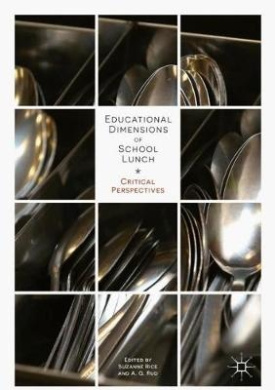 EDUCATIONAL
DIMENSIONS
OF
SCHOOL
LUNCH
*
CRITICAL
PERSPECTIVES
EDITED BY
SUZANNE RICE
AND A. G. RUD